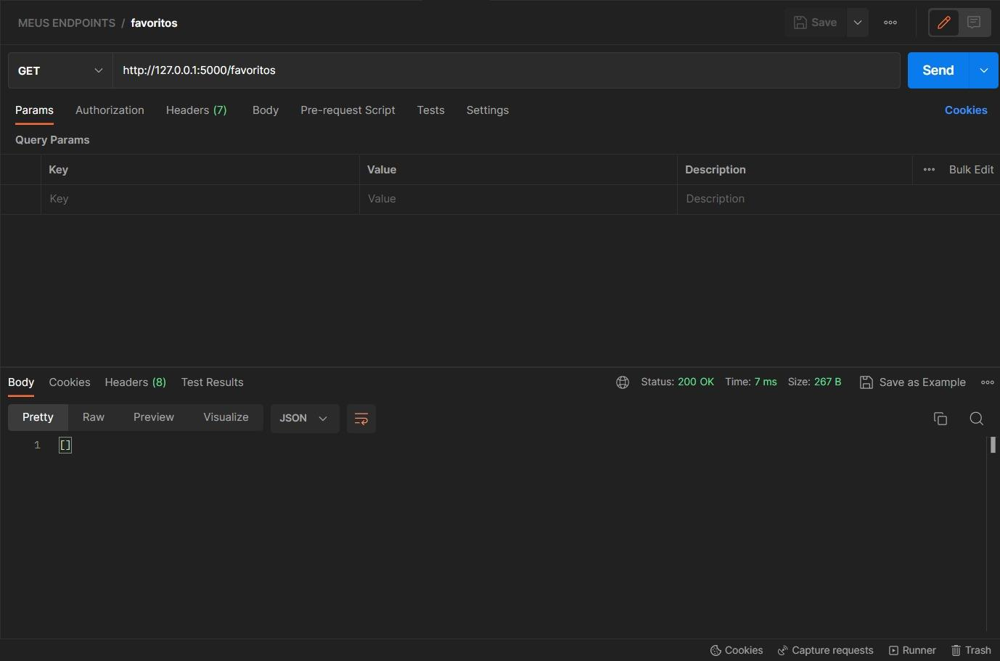 MEUS ENDPOINTS / favoritos
Save
GET http://127.0.0.1:5000/favoritos Send
Params Authorization Headers (7) Body Pre-request Script Tests Settings Cookies
Query Params
Key Value Description Bulk Edit
Key Value Description
Body Cookies Headers (8) Test Results Status: 200 OK Time: 7 ms Size: 267 B Save as Example
Pretty Raw Preview Visualize JSON
1 []
Cookies Capture requests Runner Trash